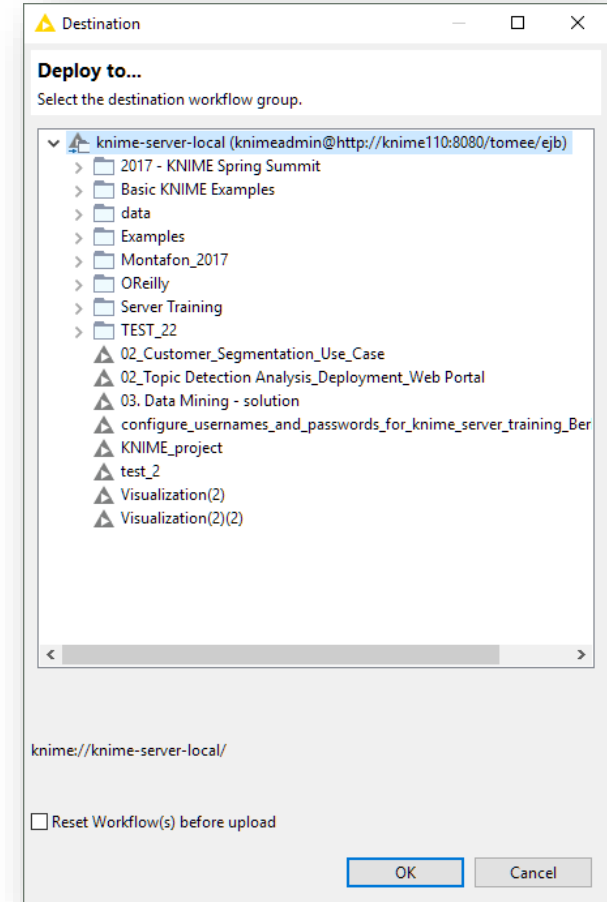 Destination
Deploy to...
Select the destination workflow group.
knime-server-local (knimeadmin@http://knime110:8080/tomee/ejb)
2017 - KNIME Spring Summit
Basic KNIME Examples
data
Examples
Montafon_2017
OReilly
Server Training
TEST_22
02_Customer_Segmentation_Use_Case
02_Topic Detection Analysis_Deployment_Web Portal
03. Data Mining - solution
configure_usernames_and_passwords_for_knime_server_training_Ber
KNIME_project
test_2
Visualization(2)
Visualization(2)(2)
knime://knime-server-local/
Reset Workflow(s) before upload
OK Cancel